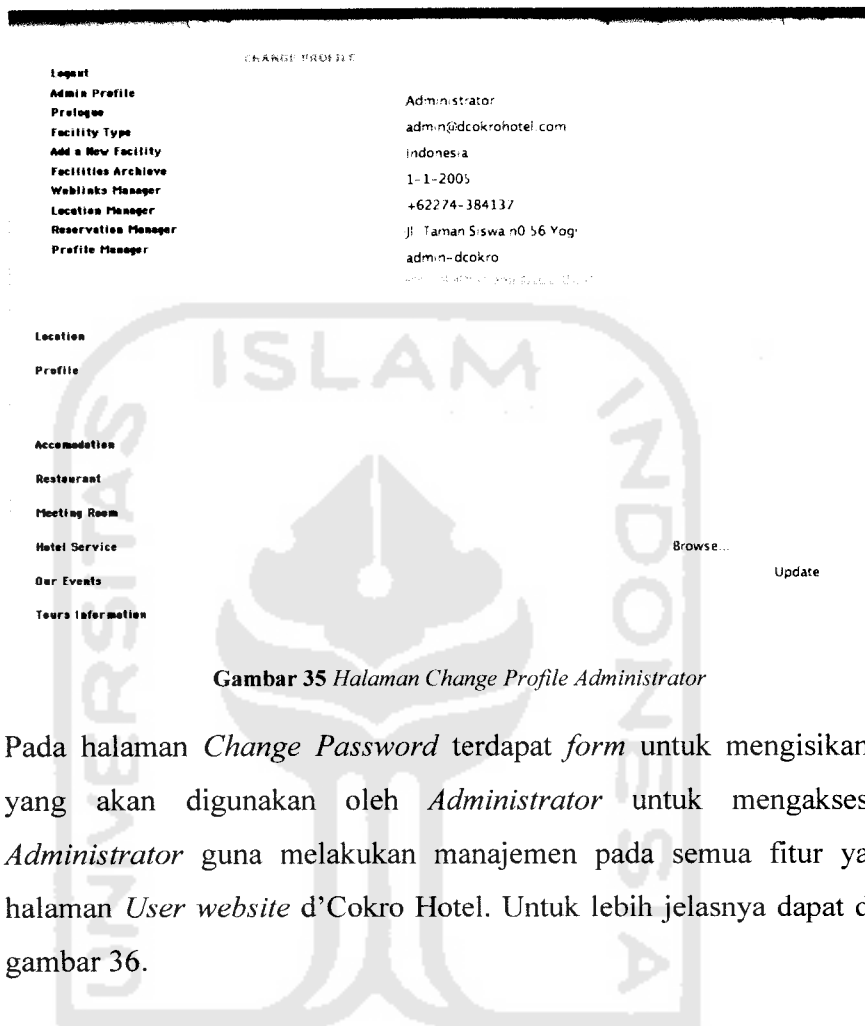 CHANGE PROFILE
Logout
Admin Profile
Prologue
Facility Type
Add a New Facility
Facilities Archieve
Weblinks Manager
Location Manager
Reservation Manager
Profile Manager
Administrator
admin@dcokrohotel.com
indonesia
1-1-2005
+62274-384137
Jl. Taman Siswa n0 56 Yogy
admin-dcokro
Location
Profile
Accomodation
Restaurant
Meeting Room
Hotel Service
Our Events
Tours Information
Browse...
Update
UNIVERSITAS ISLAM INDONESIA
Gambar 35 Halaman Change Profile Administrator
Pada halaman Change Password terdapat form untuk mengisikan
yang akan digunakan oleh Administrator untuk mengakses
Administrator guna melakukan manajemen pada semua fitur ya
halaman User website d'Cokro Hotel. Untuk lebih jelasnya dapat d
gambar 36.